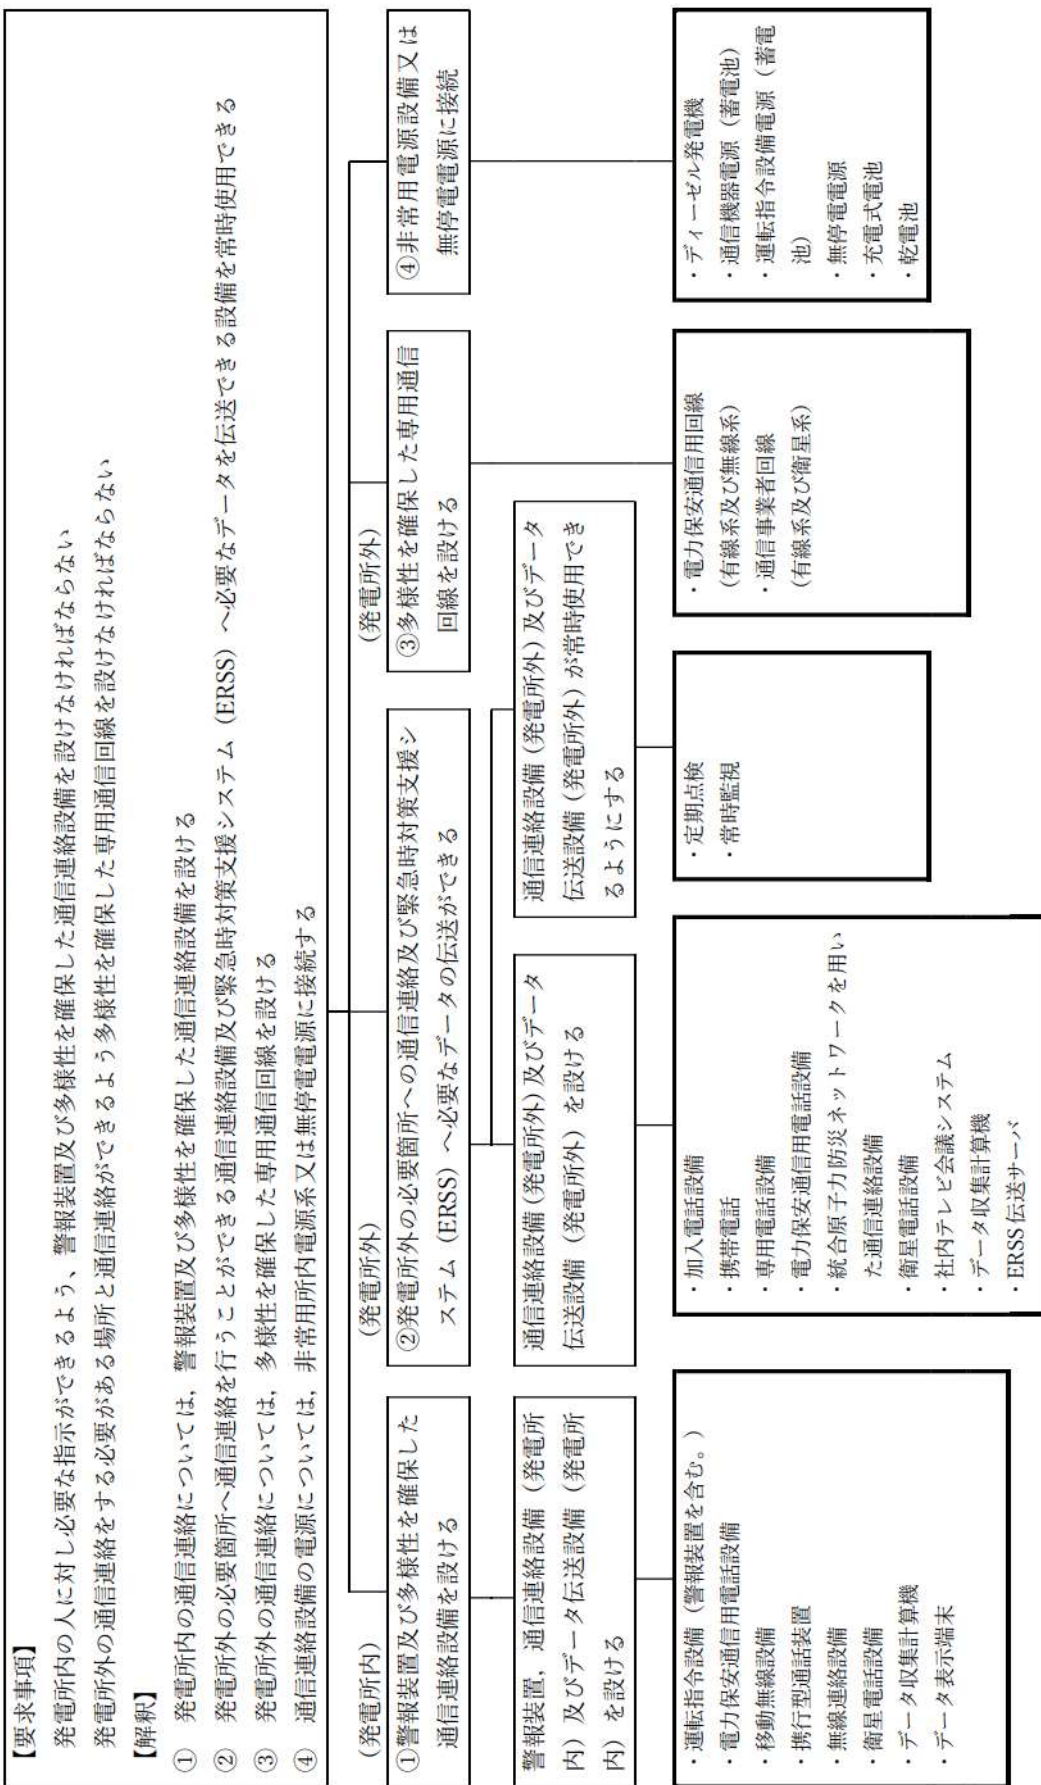 【要求事項】
発電所内の人に対し必要な指示ができるよう、警報装置及び多様性を確保した通信連絡設備を設けなければならない
発電所外の通信連絡をする必要がある場所と通信連絡ができるよう多様性を確保した専用通信回線を設けなければならない
【解釈】
① 発電所内の通信連絡については，警報装置及び多様性を確保した通信連絡設備を設ける
② 発電所外の必要箇所へ通信連絡を行うことができる通信連絡設備及び緊急時対策支援システム（ERSS）へ必要なデータを伝送できる設備を常時使用できる
③ 発電所外の通信連絡については，多様性を確保した専用通信回線を設ける
④ 通信連絡設備の電源については，非常用所内電源系又は無停電電源に接続する
(発電所内)
①警報装置及び多様性を確保した
通信連絡設備を設ける
警報装置，通信連絡設備（発電所
内）及びデータ伝送設備（発電所
内）を設ける
・運転指令設備（警報装置を含む。）
・電力保安通信用電話設備
・移動無線設備
・携行型通話装置
・無線連絡設備
・衛星電話設備
・データ収集計算機
・データ表示端末
(発電所外)
②発電所外の必要箇所への通信連絡及び緊急時対策支援シ
ステム（ERSS）へ必要なデータの伝送ができる
通信連絡設備(発電所外)及びデータ
伝送設備（発電所外）を設ける
・加入電話設備
・携帯電話
・専用電話設備
・電力保安通信用電話設備
・統合原子力防災ネットワークを用い
た通信連絡設備
・衛星電話設備
・社内テレビ会議システム
・データ収集計算機
・ERSS 伝送サーバ
通信連絡設備(発電所外)及びデータ
伝送設備(発電所外）が常時使用でき
るようにする
・定期点検
・常時監視
(発電所外)
③多様性を確保した専用通信
回線を設ける
・電力保安通信用回線
(有線系及び無線系)
・通信事業者回線
(有線系及び衛星系)
④非常用電源設備又は
無停電電源に接続
・ディーゼル発電機
・通信機器電源（蓄電池）
・運転指令設備電源（蓄電
池）
・無停電電源
・充電式電池
・乾電池